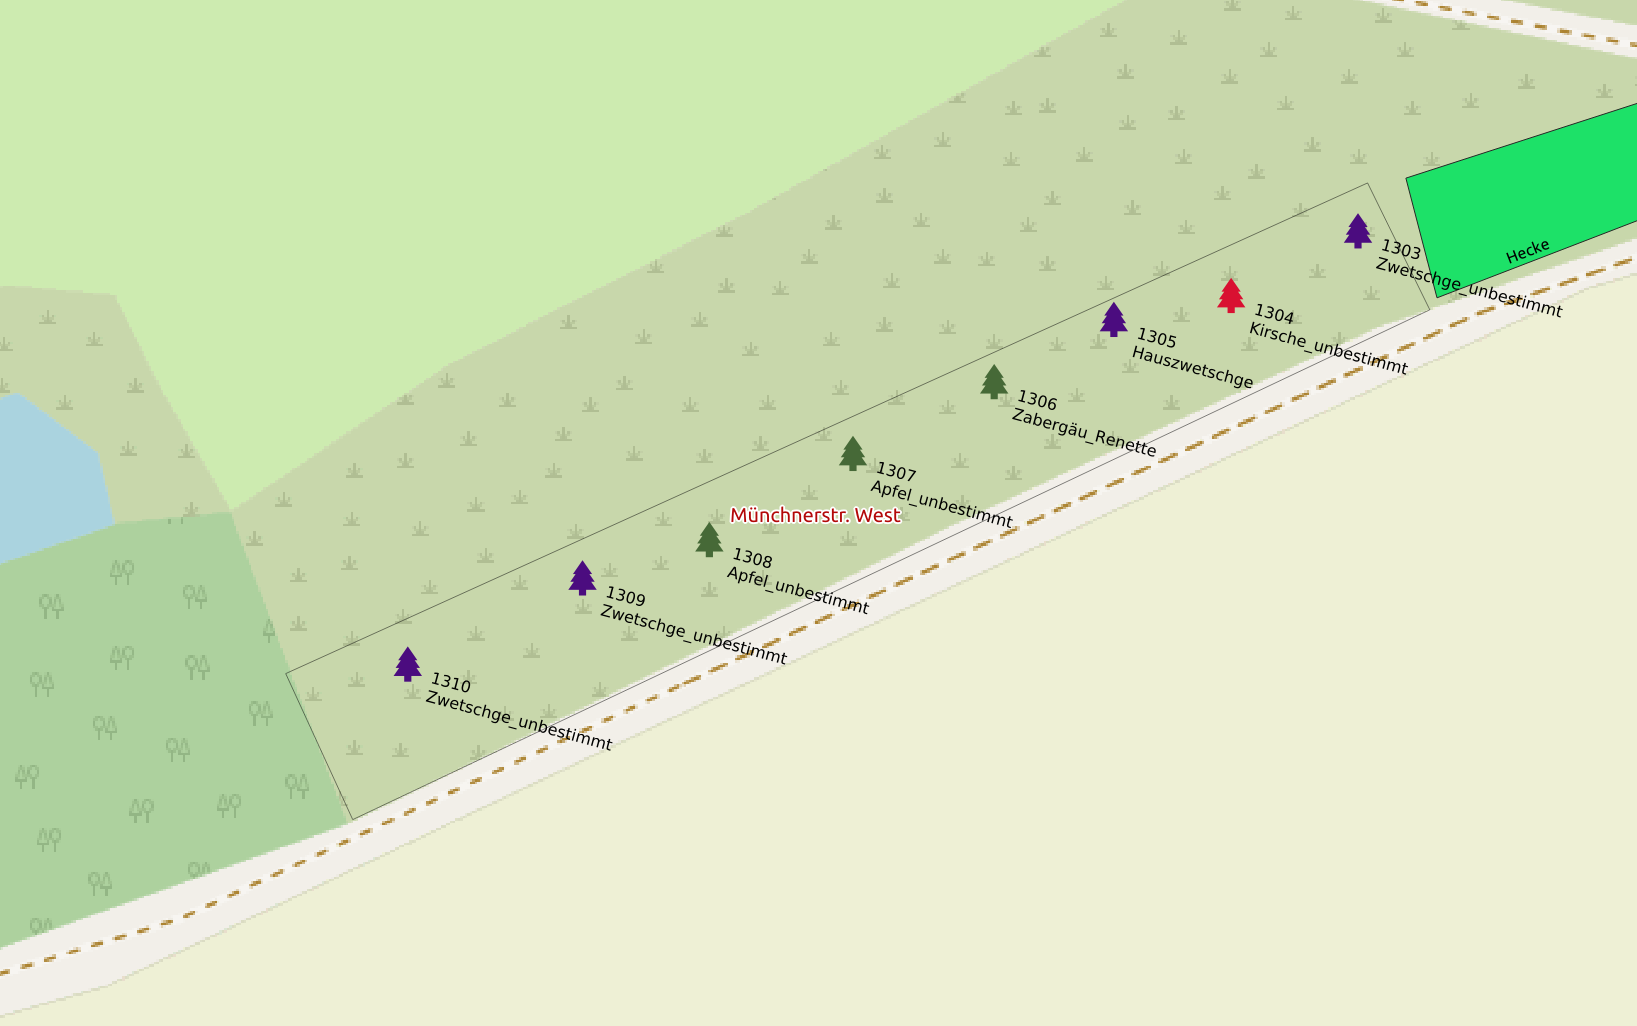 Hecke
1303
Zwetschge_unbestimmt
1304
Kirsche_unbestimmt
1305
Hauszwetschge
1306
Zabergäu_Renette
1307
Apfel_unbestimmt
Münchnerstr. West
1308
Apfel_unbestimmt
1309
Zwetschge_unbestimmt
1310
Zwetschge_unbestimmt